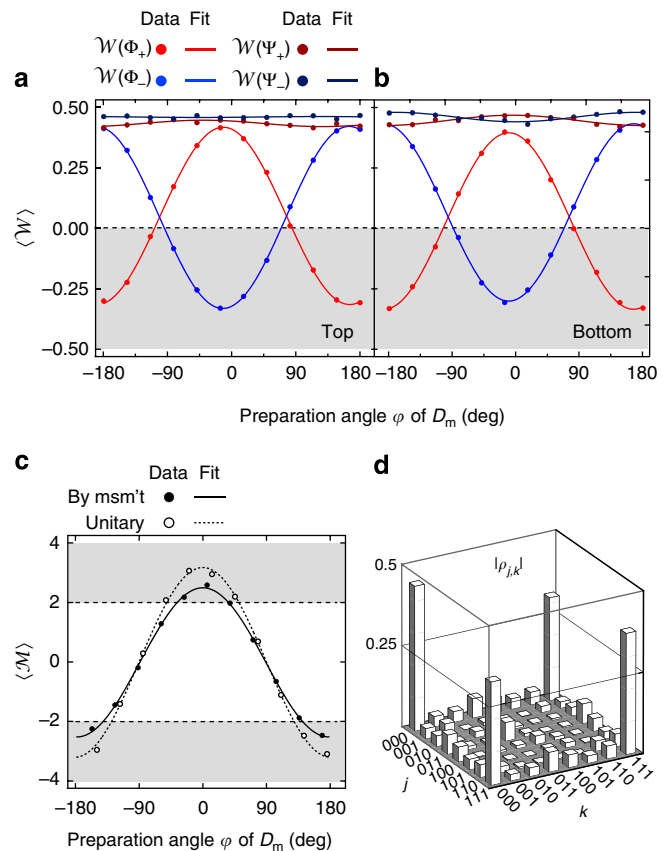 Data Fit Data Fit
𝒲(Φ₊) 𝒲(Ψ₊)
𝒲(Φ₋) 𝒲(Ψ₋)
a b
0.50
0.25
0.00
−0.25
−0.50
⟨𝒲⟩
Top Bottom
−180 −90 0 90 180 −180 −90 0 90 180
Preparation angle φ of Dm (deg)
c d
Data Fit
By msm't
Unitary
4
2
0
−2
−4
⟨ℳ⟩
−180 −90 0 90 180
Preparation angle φ of Dm (deg)
|ρj,k|
0.5
0.25
000
001
010
011
100
101
110
111
j
000
001
010
011
100
101
110
111
k